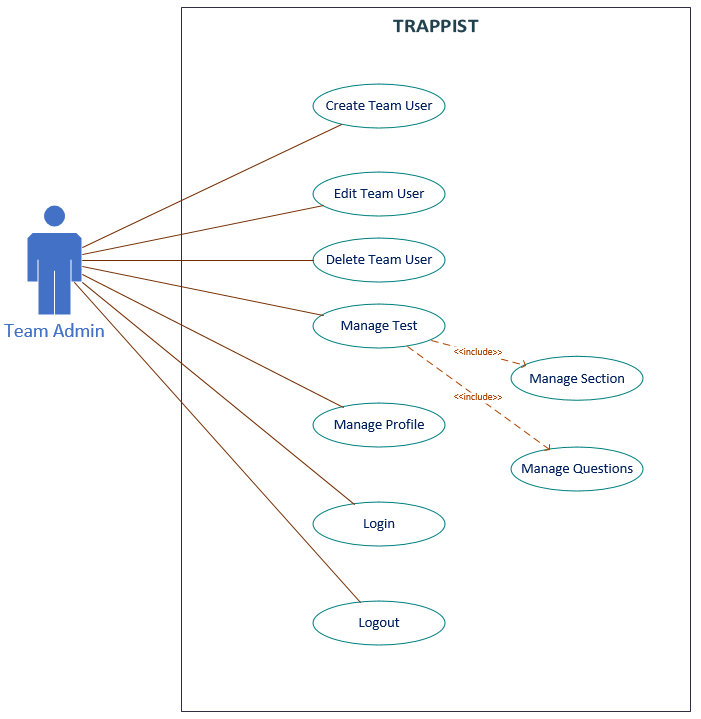 TRAPPIST
Create Team User
Edit Team User
Delete Team User
Team Admin
Manage Test
<<include>>
Manage Section
<<include>>
Manage Profile
Manage Questions
Login
Logout